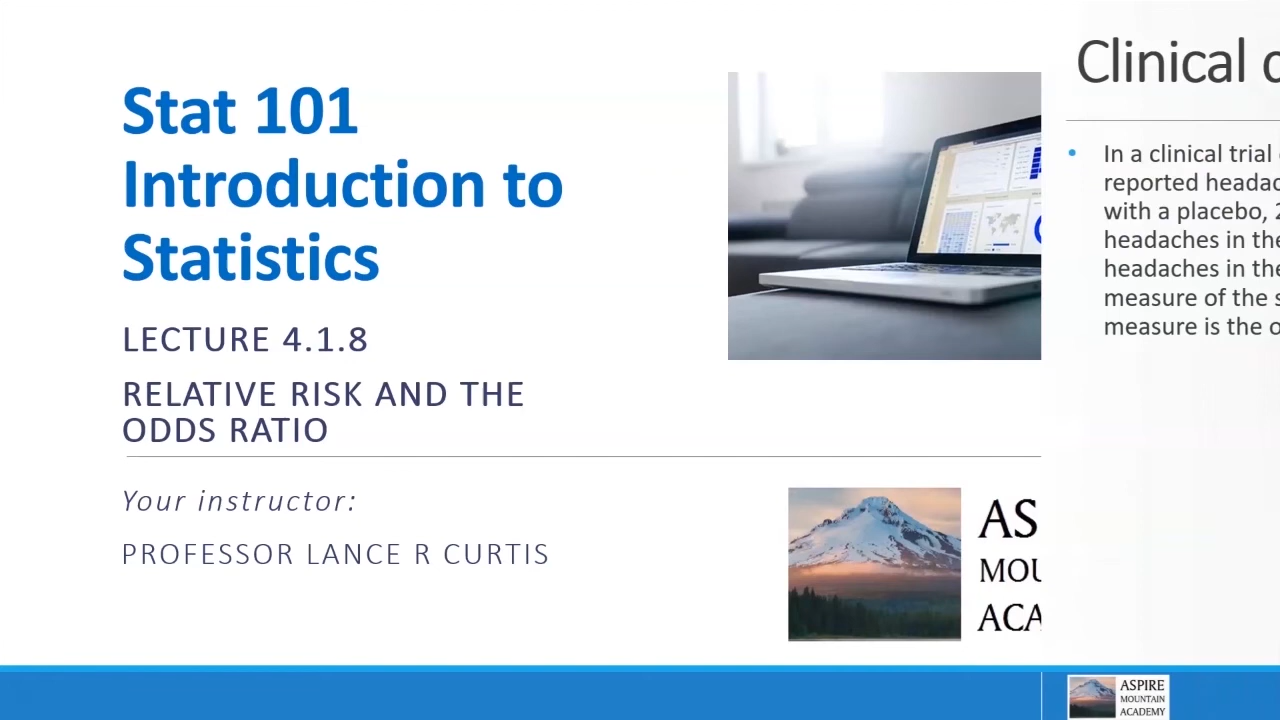 Stat 101
Introduction to
Statistics
LECTURE 4.1.8
RELATIVE RISK AND THE
ODDS RATIO
Your instructor:
PROFESSOR LANCE R CURTIS
AS
MOU
ACA
Clinical
In a clinical trial
reported headac
with a placebo, 2
headaches in the
headaches in the
measure of the s
measure is the o
ASPIRE
MOUNTAIN
ACADEMY